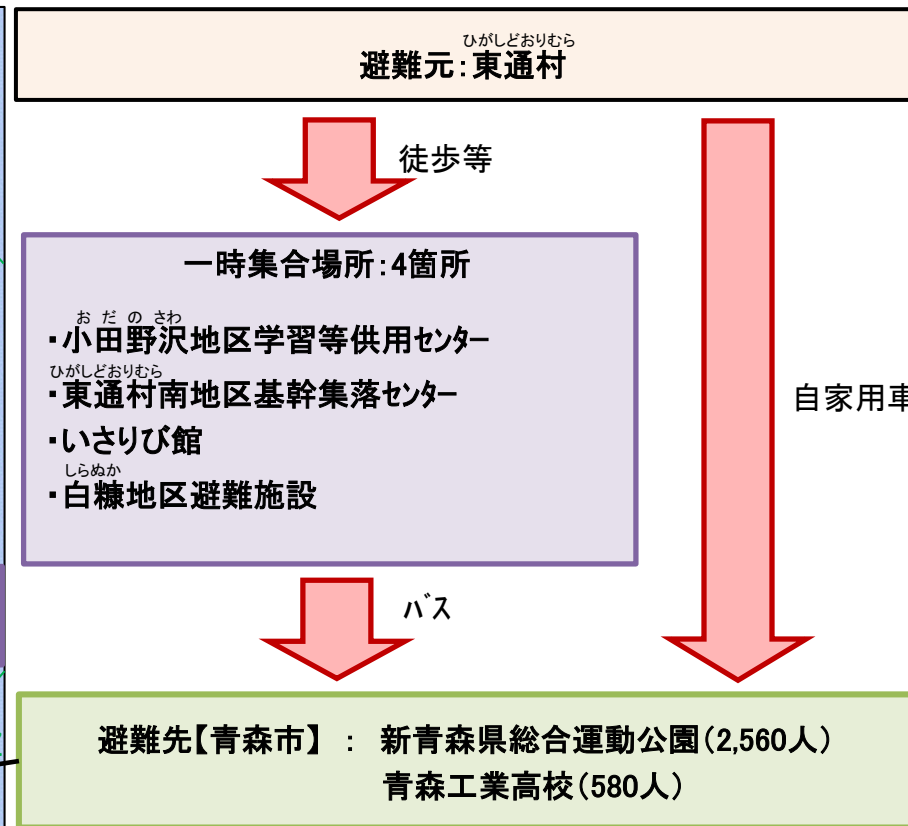 ひがしどおりむら
避難元：東通村
徒歩等
一時集合場所：4箇所
お だ の さわ
・小田野沢地区学習等供用ｾﾝﾀｰ
ひがしどおりむら
・東通村南地区基幹集落ｾﾝﾀｰ
・いさりび館
しらぬか
・白糠地区避難施設
自家用車
ﾊﾞｽ
避難先【青森市】 ： 新青森県総合運動公園（2,560人）
青森工業高校（580人）